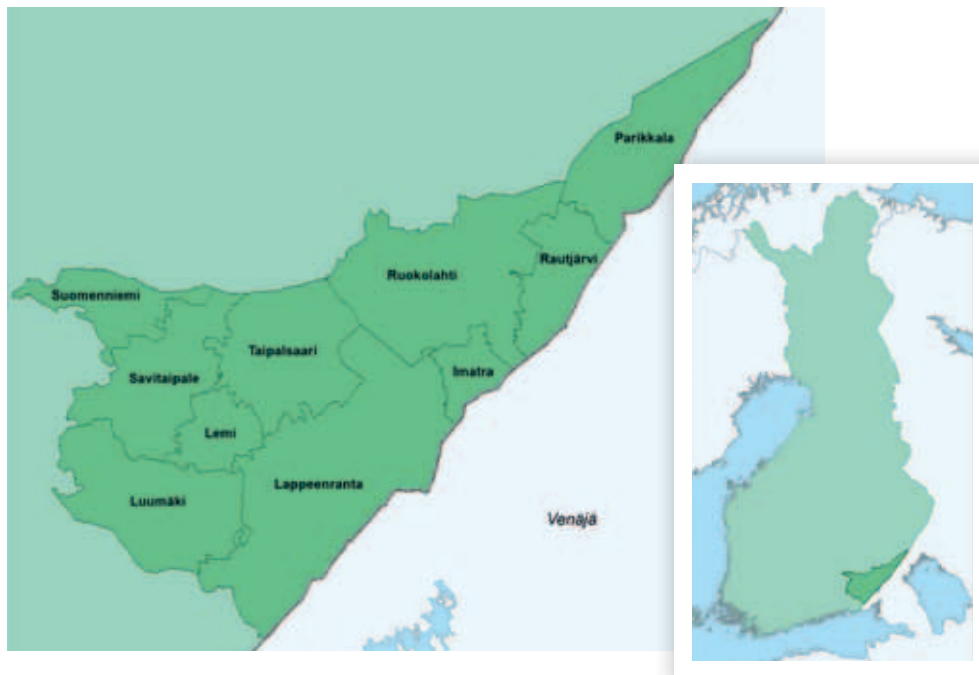 Parikkala
Rautjärvi
Ruokolahti
Suomenniemi
Taipalsaari
Imatra
Savitaipale
Lemi
Lappeenranta
Luumäki
Venäjä